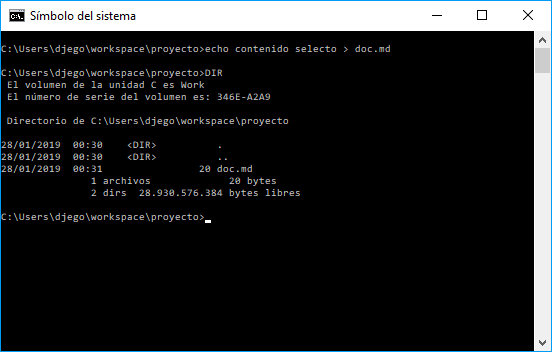 Símbolo del sistema
C:\Users\djego\workspace\proyecto>echo contenido selecto > doc.md
C:\Users\djego\workspace\proyecto>DIR
El volumen de la unidad C es Work
El número de serie del volumen es: 346E-A2A9
Directorio de C:\Users\djego\workspace\proyecto
28/01/2019  00:30    <DIR>          .
28/01/2019  00:30    <DIR>          ..
28/01/2019  00:31                20 doc.md
1 archivos             20 bytes
2 dirs  28.930.576.384 bytes libres
C:\Users\djego\workspace\proyecto>